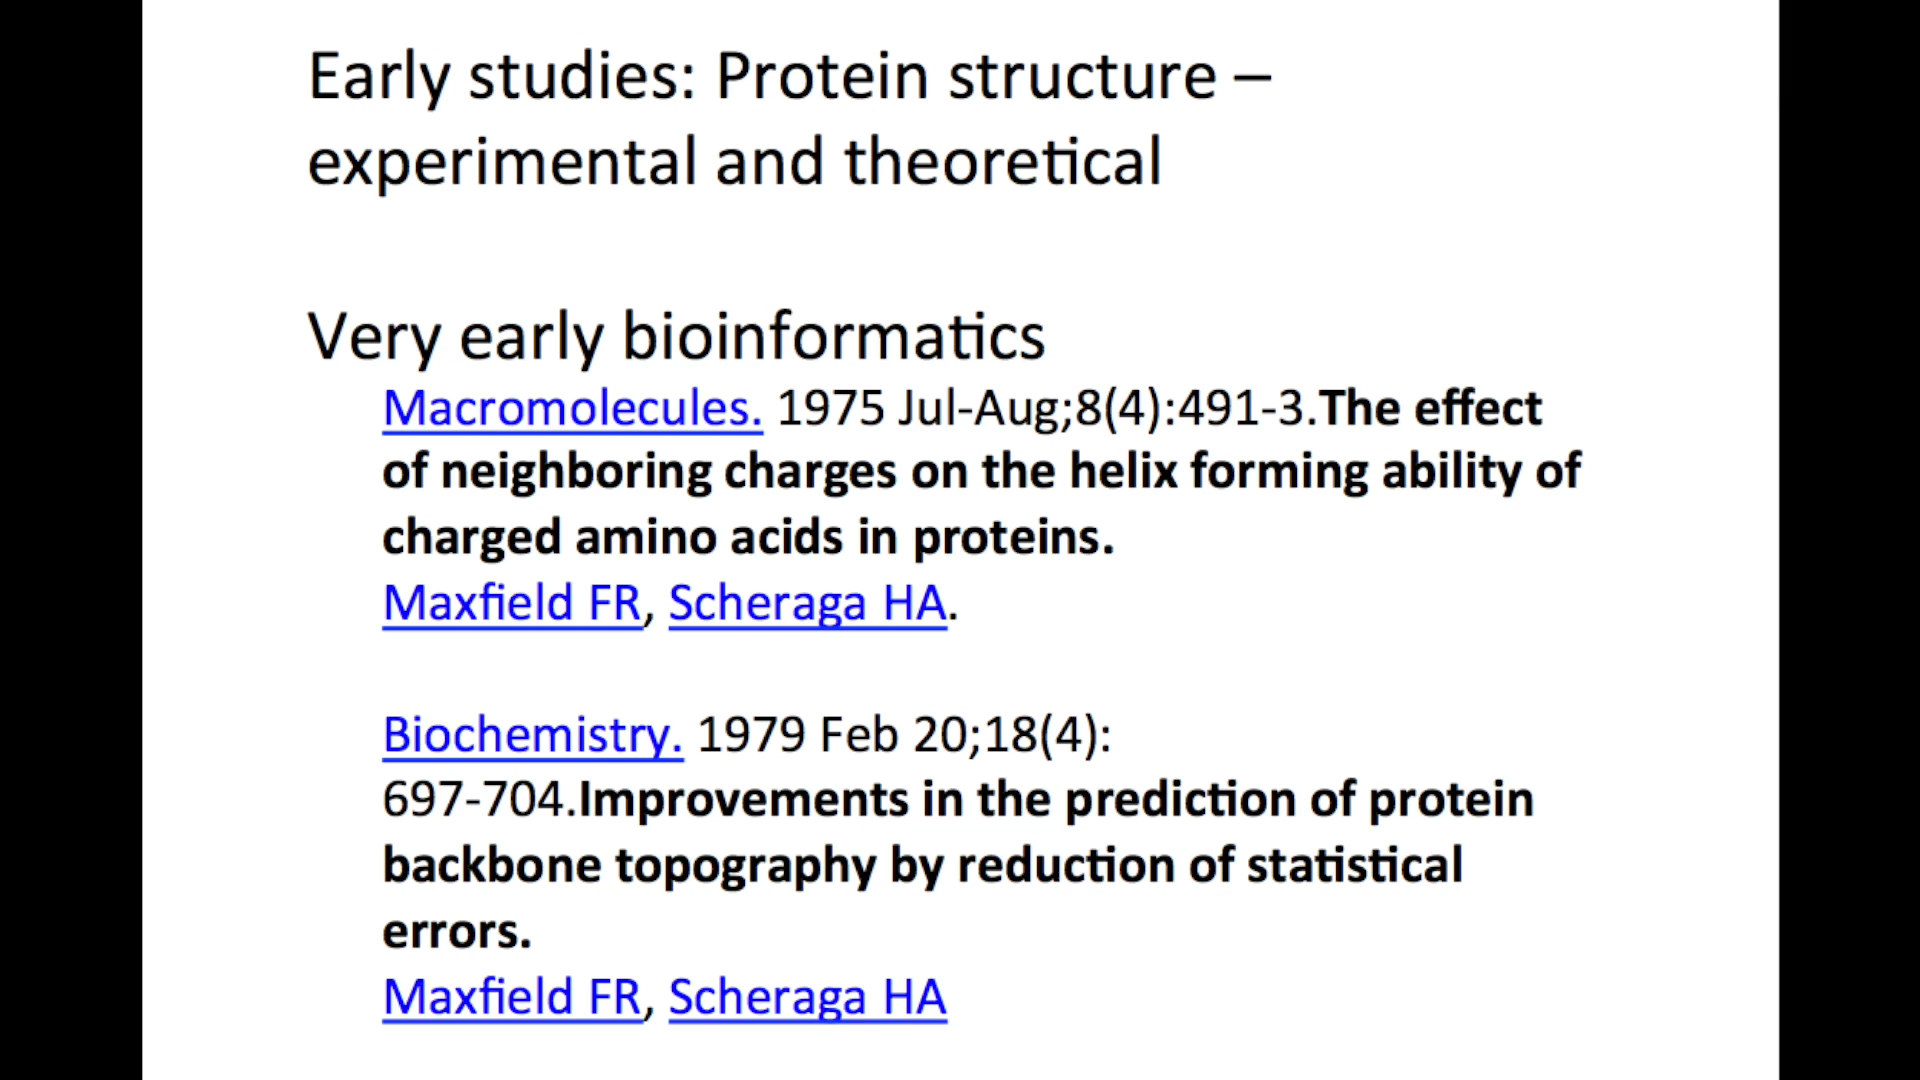 Early studies: Protein structure –
experimental and theoretical
Very early bioinformatics
Macromolecules. 1975 Jul-Aug;8(4):491-3.The effect
of neighboring charges on the helix forming ability of
charged amino acids in proteins.
Maxfield FR, Scheraga HA.
Biochemistry. 1979 Feb 20;18(4):
697-704.Improvements in the prediction of protein
backbone topography by reduction of statistical
errors.
Maxfield FR, Scheraga HA